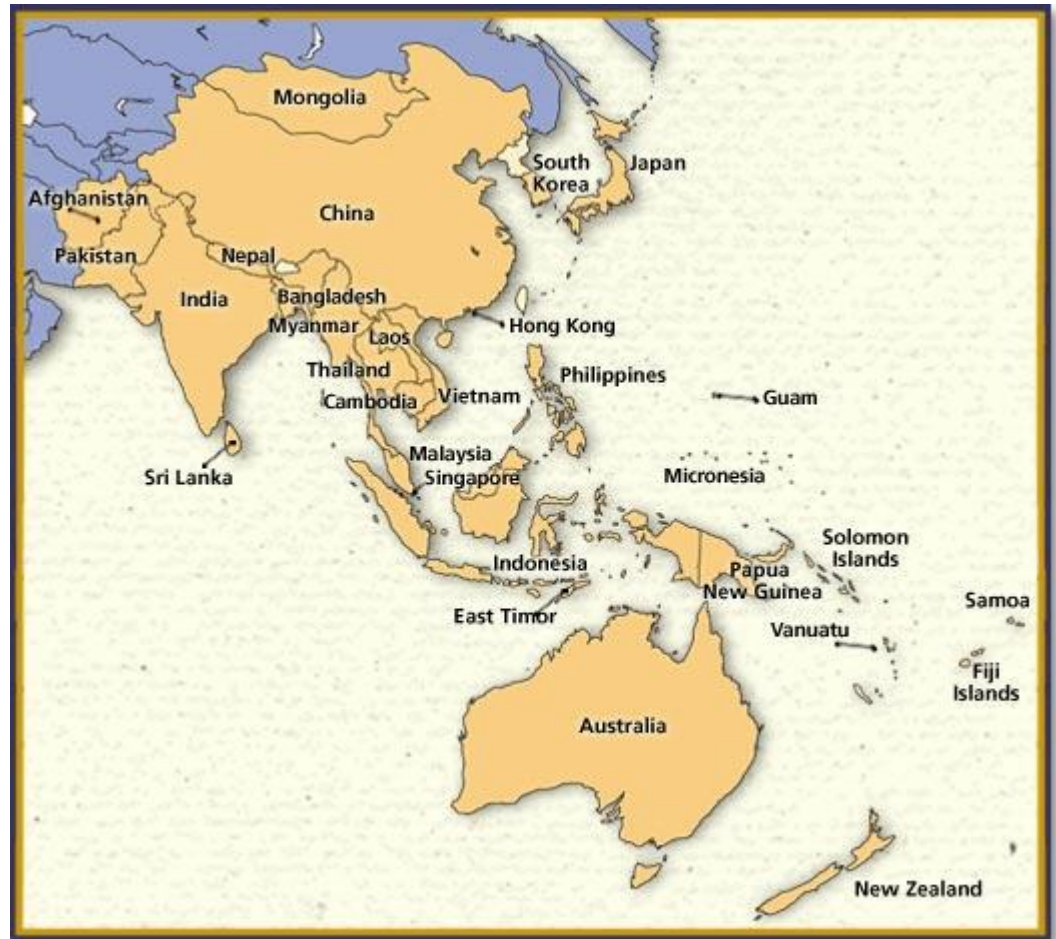 Mongolia
South
Korea
Japan
Afghanistan
China
Pakistan
Nepal
India
Bangladesh
Myanmar
Laos
Hong Kong
Thailand
Philippines
Cambodia
Vietnam
Guam
Malaysia
Sri Lanka
Singapore
Micronesia
Solomon
Islands
Indonesia
Papua
New Guinea
East Timor
Samoa
Vanuatu
Fiji
Islands
Australia
New Zealand